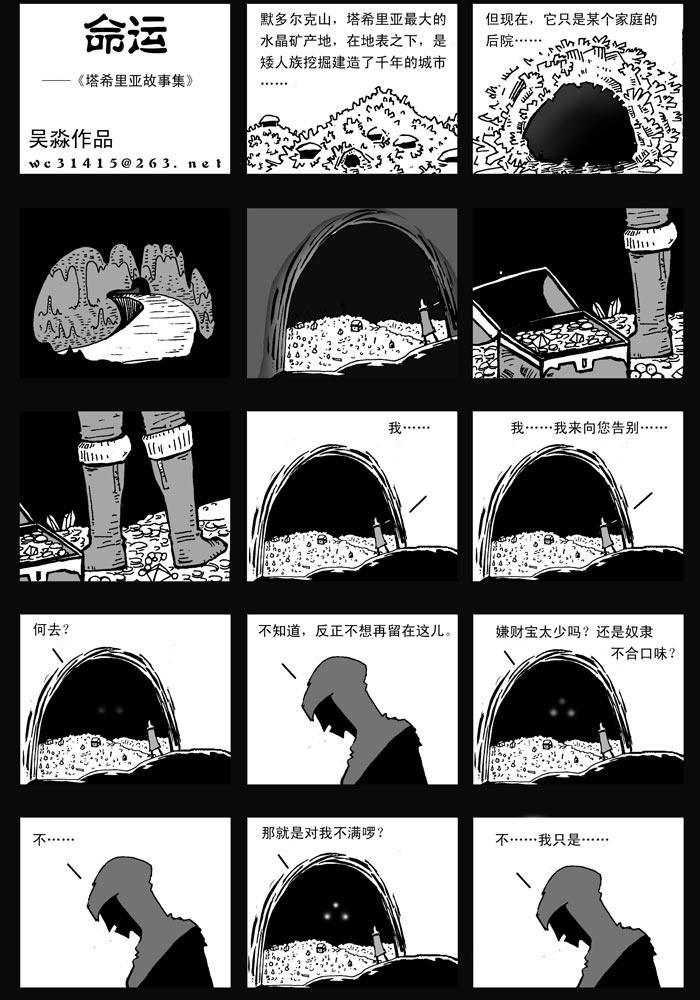 命运
——《塔希里亚故事集》
吴淼作品
wc31415@263.net
默多尔克山，塔希里亚最大的
水晶矿产地，在地表之下，是
矮人族挖掘建造了千年的城市
……
但现在，它只是某个家庭的
后院……
我……
我……我来向您告别……
何去？
不知道，反正不想再留在这儿。
嫌财宝太少吗？还是奴隶
不合口味？
不……
那就是对我不满啰？
不……我只是……